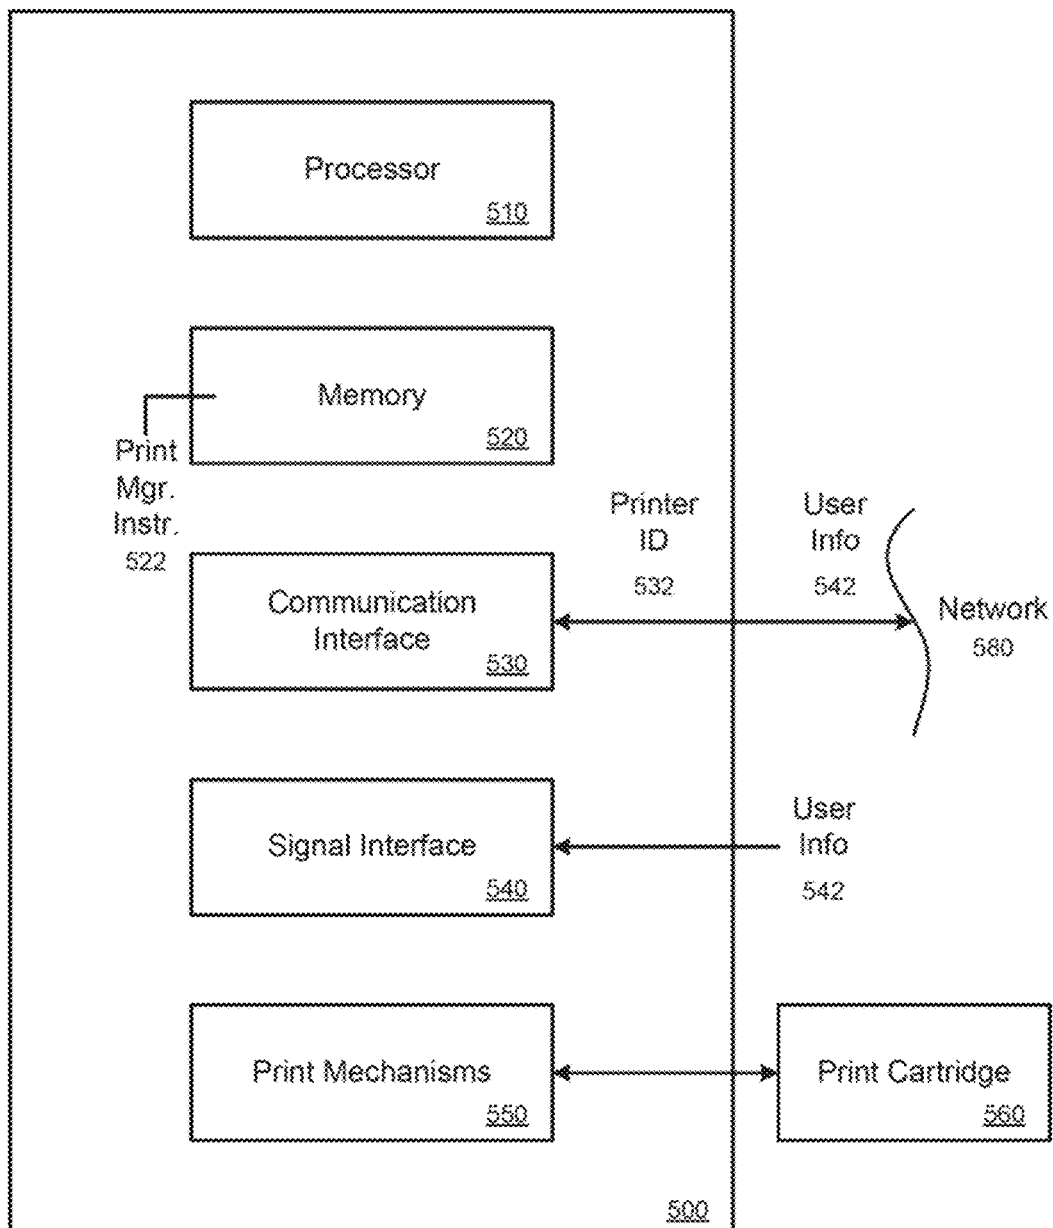 Processor
510
Memory
520
Print
Mgr.
Instr.
522
Printer
ID
532
User
Info
542
Communication
Interface
530
Network
580
Signal Interface
540
User
Info
542
Print Mechanisms
550
Print Cartridge
560
500